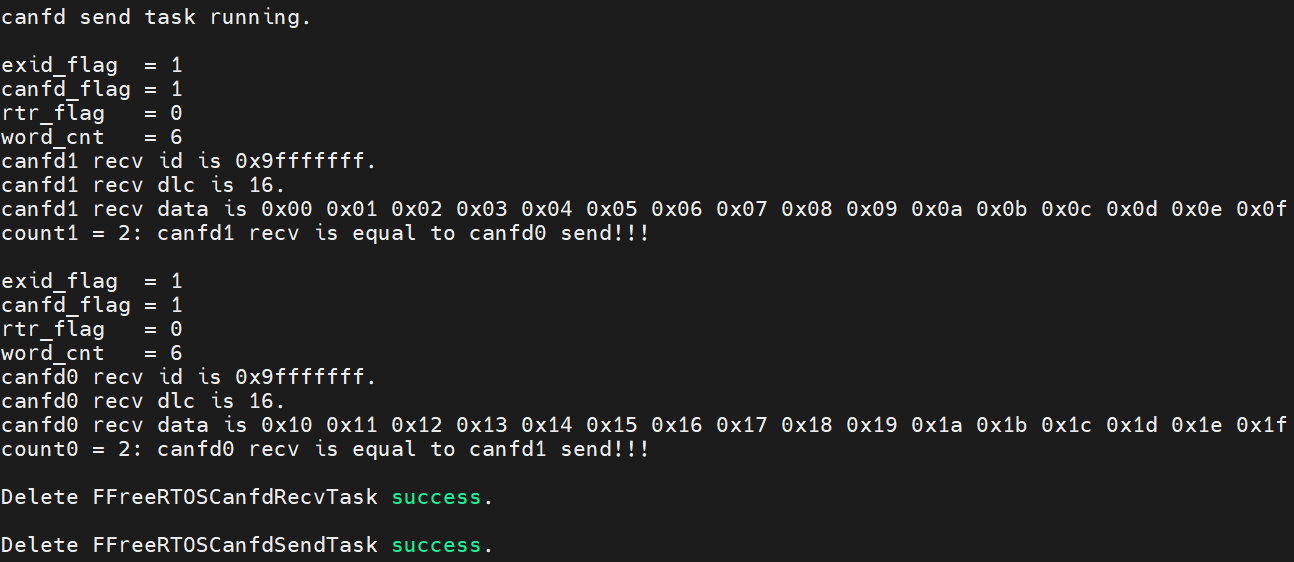 canfd send task running.
exid_flag  = 1
canfd_flag = 1
rtr_flag   = 0
word_cnt   = 6
canfd1 recv id is 0x9fffffff.
canfd1 recv dlc is 16.
canfd1 recv data is 0x00 0x01 0x02 0x03 0x04 0x05 0x06 0x07 0x08 0x09 0x0a 0x0b 0x0c 0x0d 0x0e 0x0f
count1 = 2: canfd1 recv is equal to canfd0 send!!!
exid_flag  = 1
canfd_flag = 1
rtr_flag   = 0
word_cnt   = 6
canfd0 recv id is 0x9fffffff.
canfd0 recv dlc is 16.
canfd0 recv data is 0x10 0x11 0x12 0x13 0x14 0x15 0x16 0x17 0x18 0x19 0x1a 0x1b 0x1c 0x1d 0x1e 0x1f
count0 = 2: canfd0 recv is equal to canfd1 send!!!
Delete FFreeRTOSCanfdRecvTask success.
Delete FFreeRTOSCanfdSendTask success.